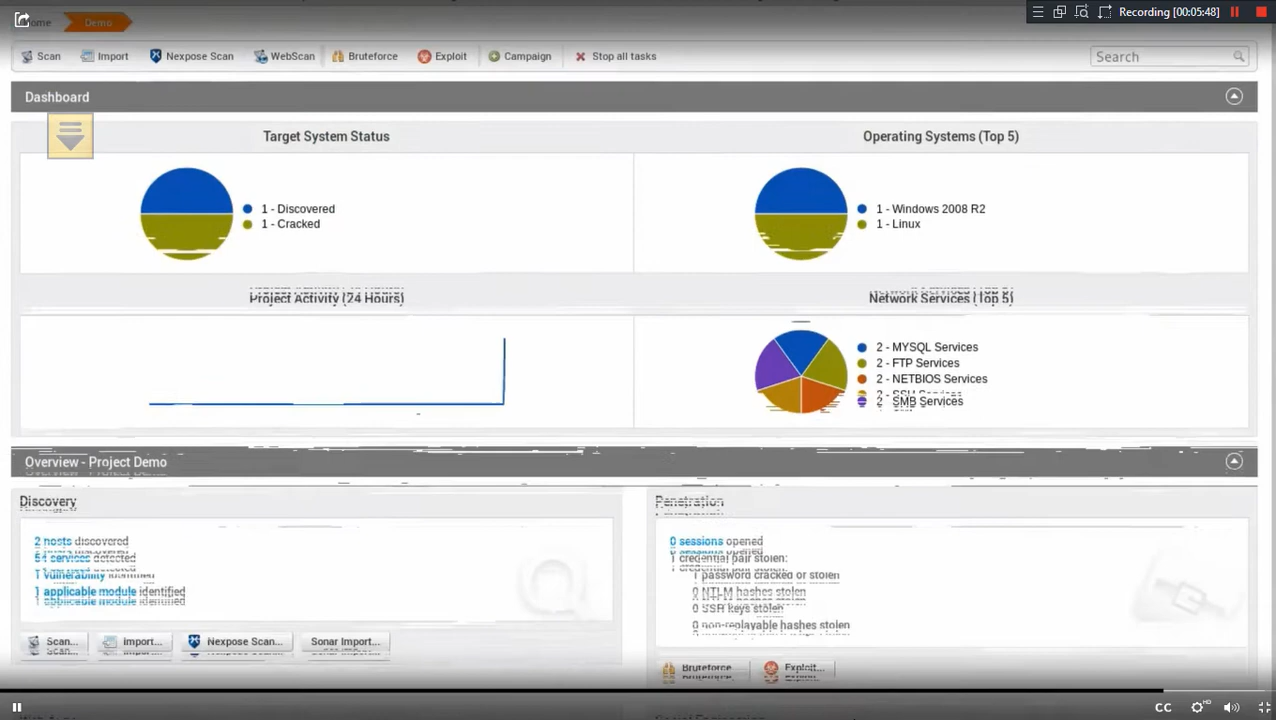 Recording [00:05:48]
Home
Demo
Scan
Import
Nexpose Scan
WebScan
Bruteforce
Exploit
Campaign
Stop all tasks
Search
Dashboard
Target System Status
Operating Systems (Top 5)
1 - Discovered
1 - Cracked
1 - Windows 2008 R2
1 - Linux
Project Activity (24 Hours)
Network Services (Top 5)
2 - MYSQL Services
2 - FTP Services
2 - NETBIOS Services
2 - SMB Services
Overview - Project Demo
Discovery
Penetration
2 hosts discovered
54 services detected
1 vulnerability identified
1 applicable module identified
0 sessions opened
1 credential pair stolen:
1 password cracked or stolen
0 NTLM hashes stolen
0 SSH keys stolen
0 non-replayable hashes stolen
Scan...
Import...
Nexpose Scan...
Sonar Import...
Bruteforce
Exploit...
CC
HD